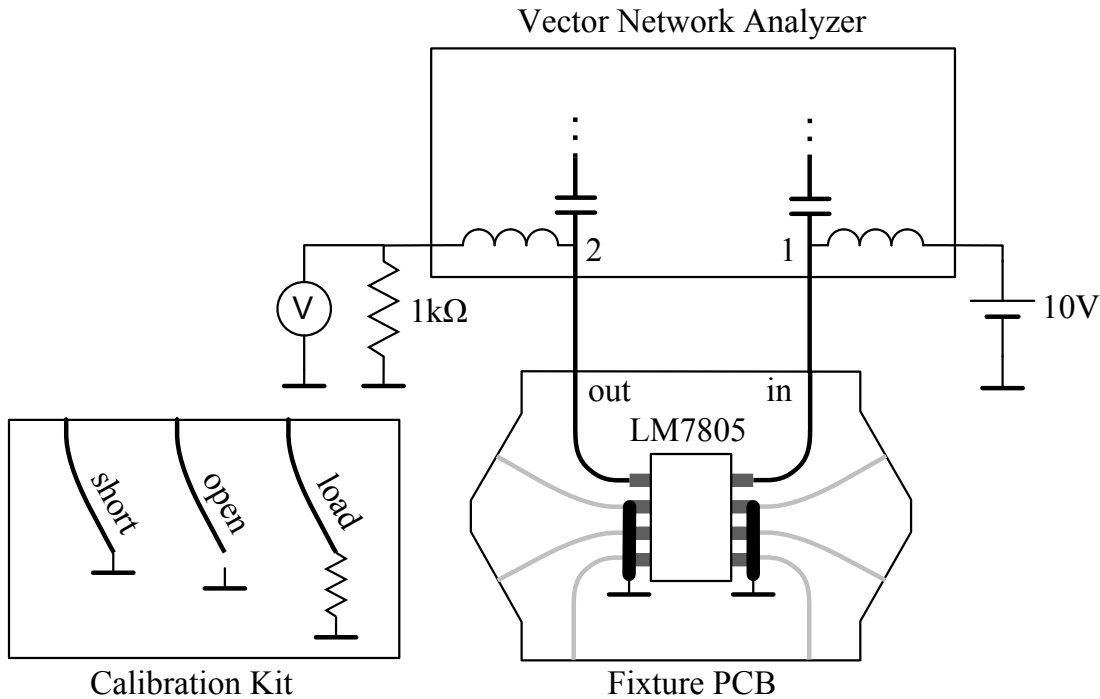 Vector Network Analyzer
2
1
V
1kΩ
10V
out
in
LM7805
short
open
load
Calibration Kit
Fixture PCB